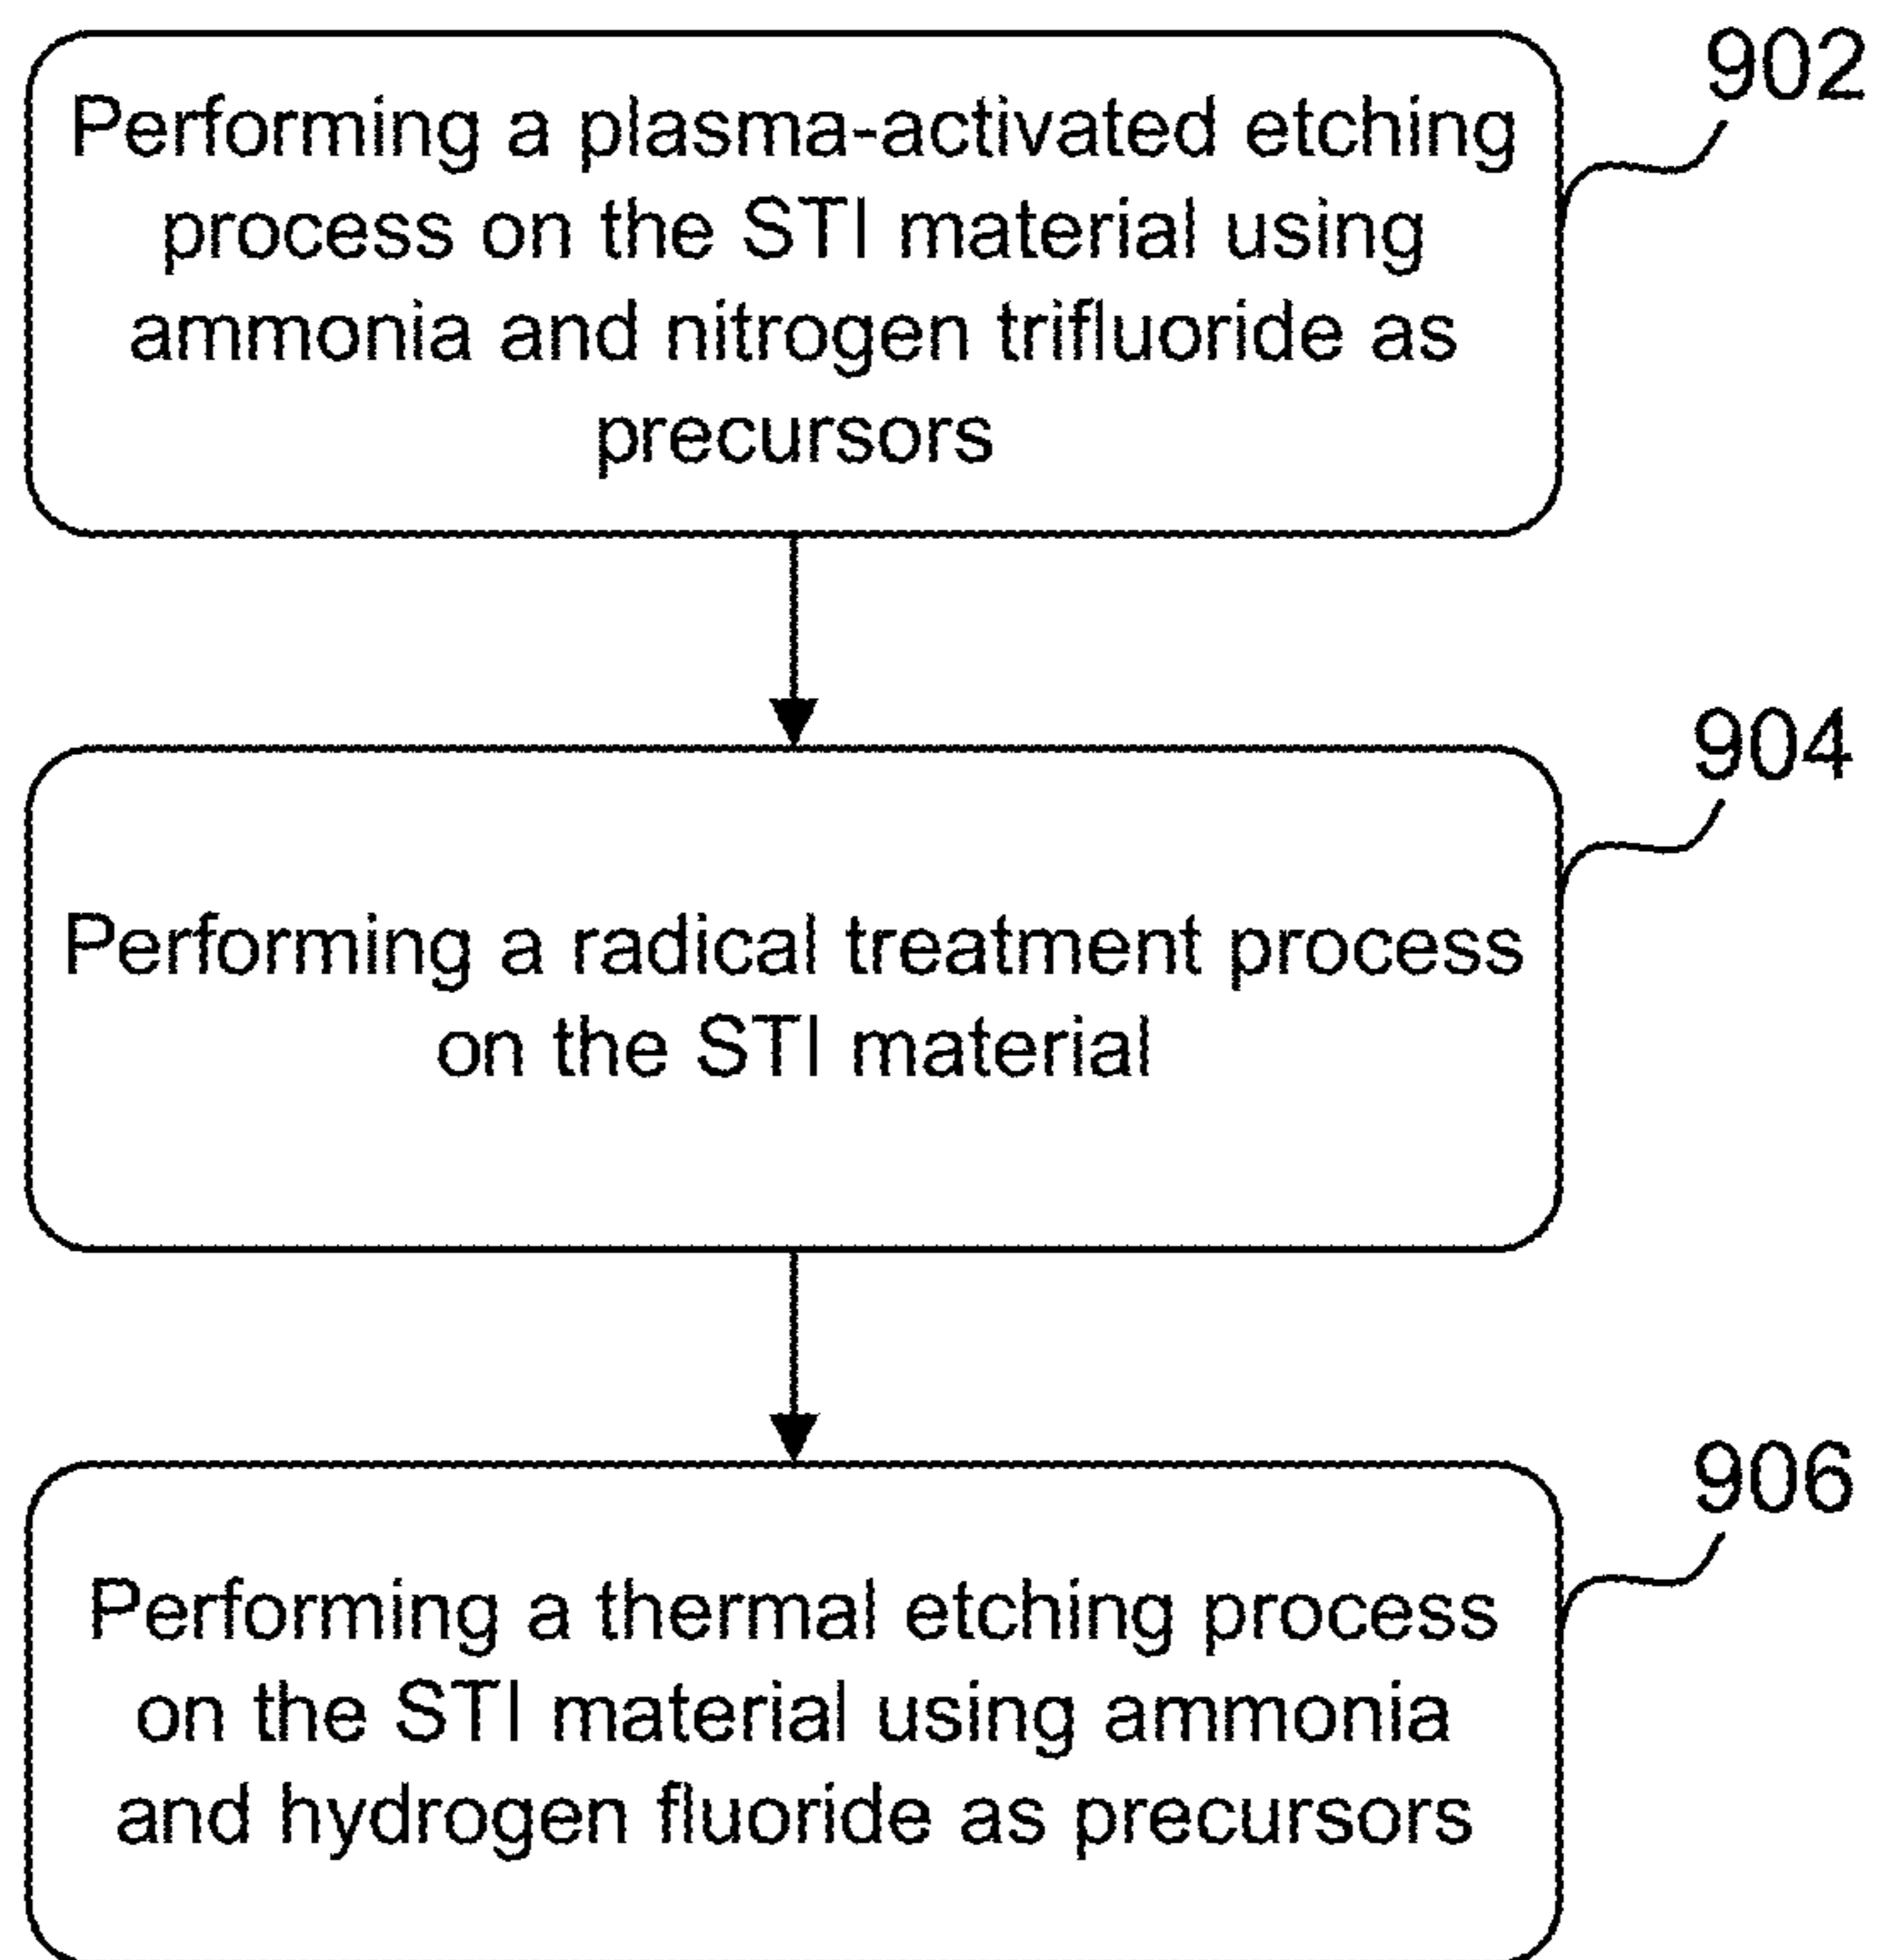 902
Performing a plasma-activated etching
process on the STI material using
ammonia and nitrogen trifluoride as
precursors
904
Performing a radical treatment process
on the STI material
906
Performing a thermal etching process
on the STI material using ammonia
and hydrogen fluoride as precursors